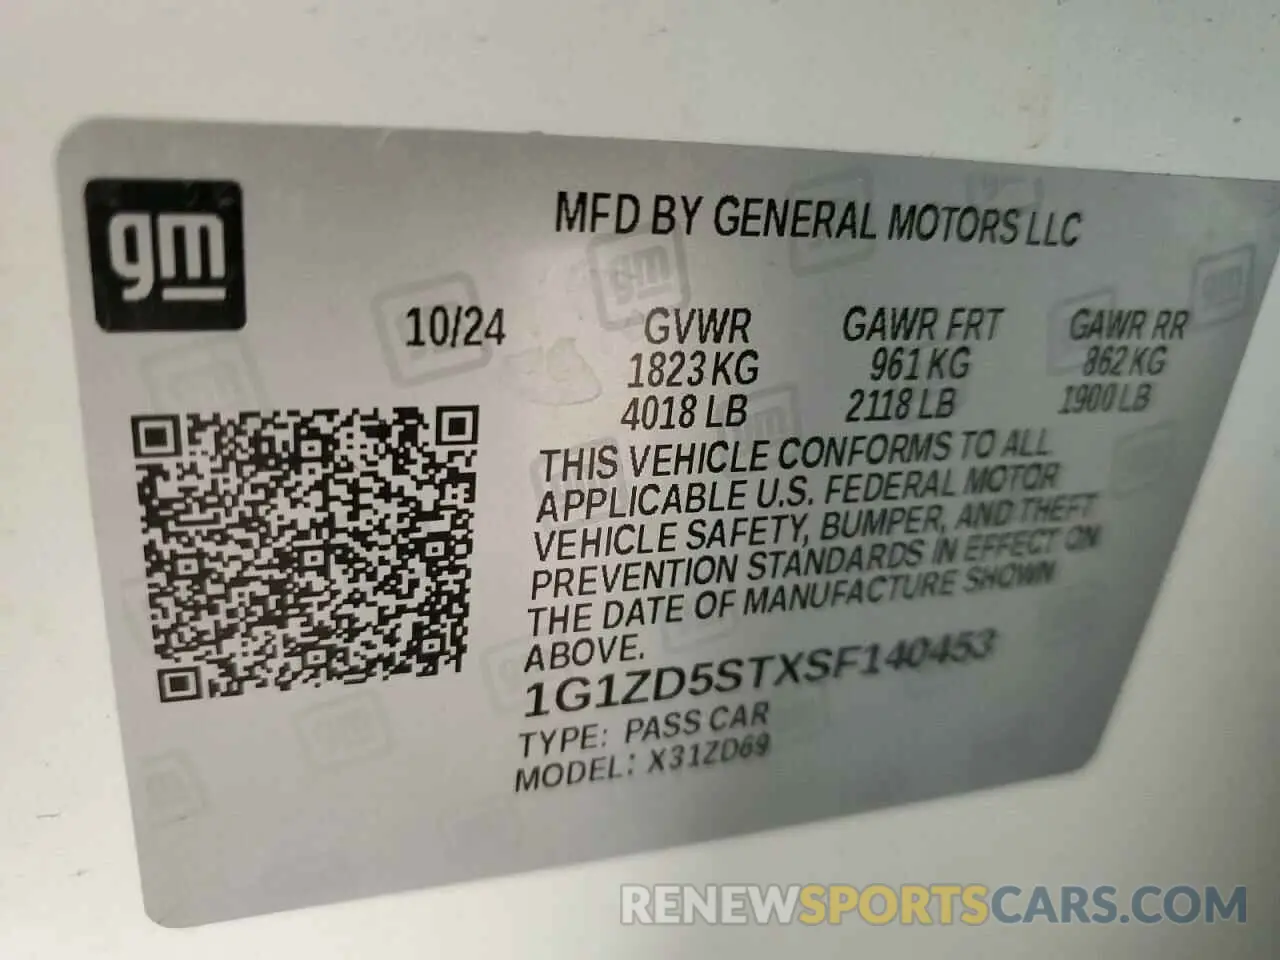 gm
MFD BY GENERAL MOTORS LLC
10/24 GVWR GAWR FRT GAWR RR
1823 KG 961 KG 862 KG
4018 LB 2118 LB 1900 LB
THIS VEHICLE CONFORMS TO ALL
APPLICABLE U.S. FEDERAL MOTOR
VEHICLE SAFETY, BUMPER, AND THEFT
PREVENTION STANDARDS IN EFFECT ON
THE DATE OF MANUFACTURE SHOWN
ABOVE.
1G1ZD5STXSF140453
TYPE: PASS CAR
MODEL: X31ZD69
RENEWSPORTSCARS.COM